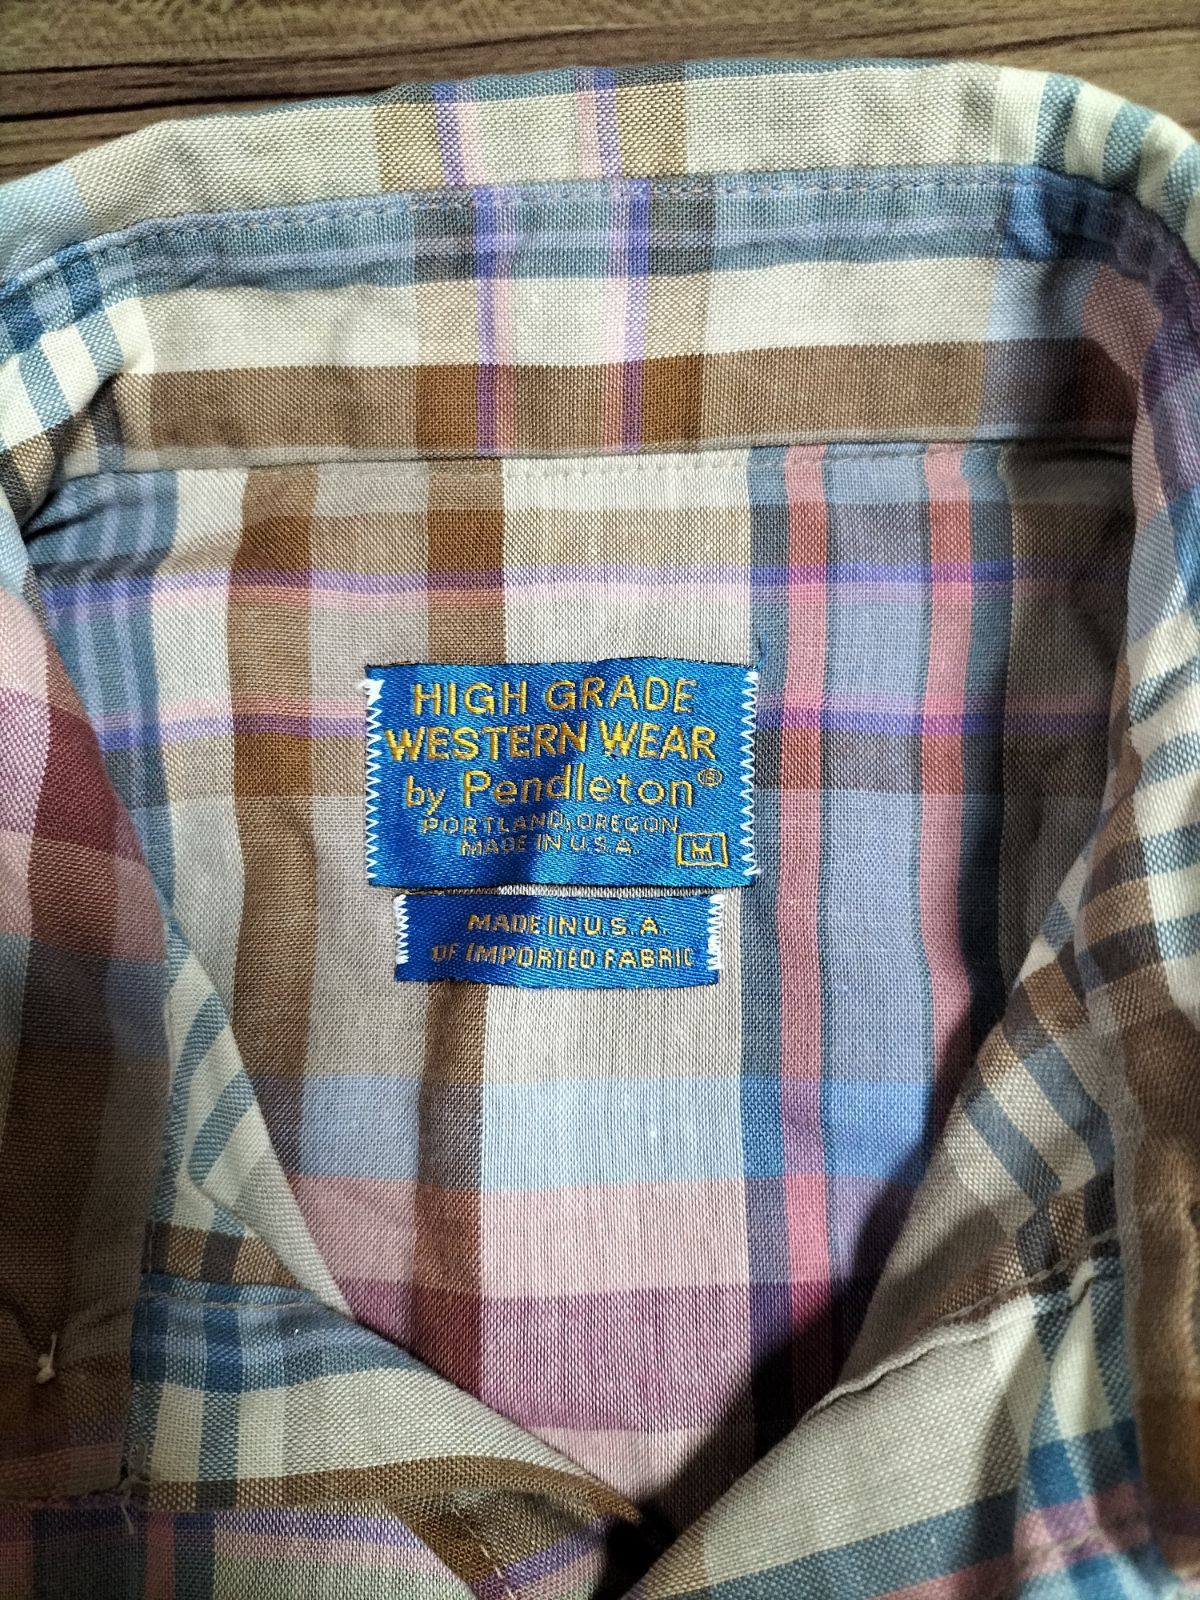 HIGH GRADE
WESTERN WEAR
by Pendleton®
PORTLAND, OREGON
MADE IN U.S.A.
MADE IN U.S.A.
OF IMPORTED FABRIC